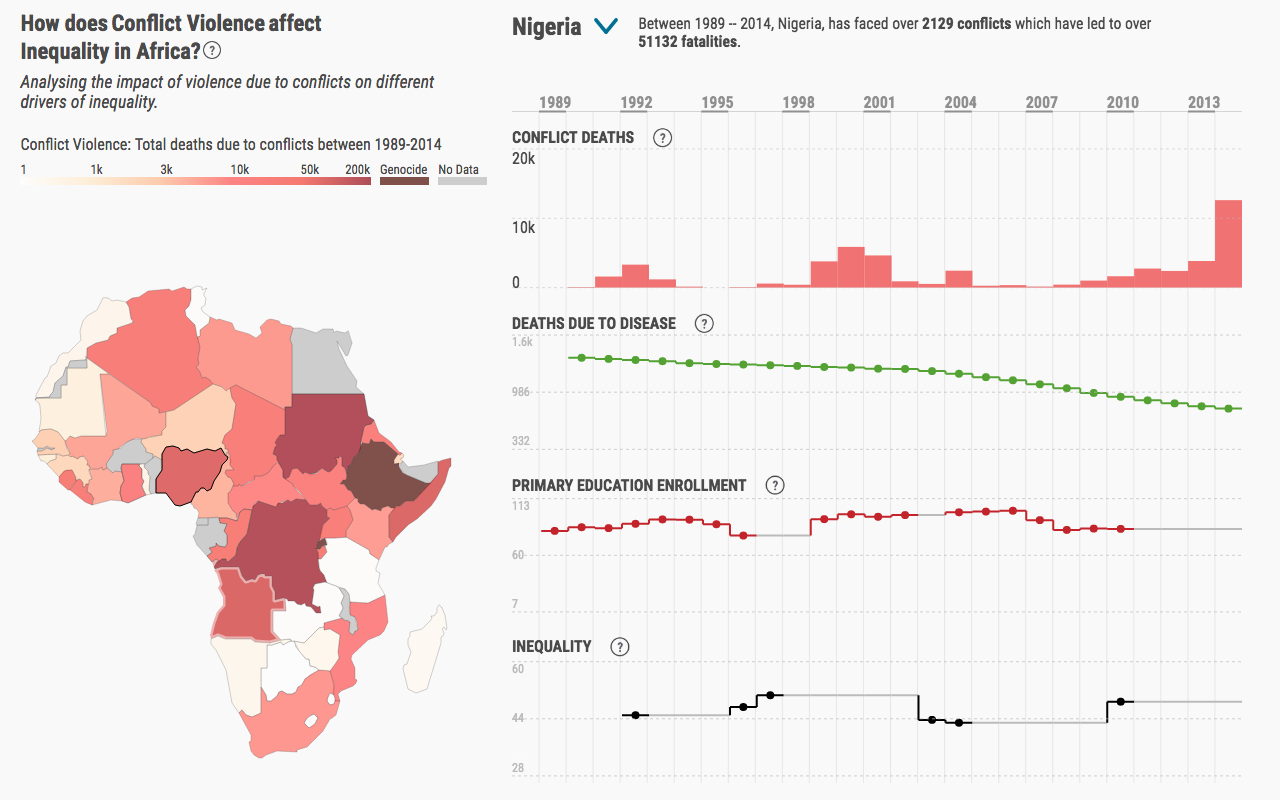 How does Conflict Violence affect
Inequality in Africa? ?
Analysing the impact of violence due to conflicts on different
drivers of inequality.
Conflict Violence: Total deaths due to conflicts between 1989-2014
1 1k 3k 10k 50k 200k Genocide No Data
Nigeria
Between 1989 -- 2014, Nigeria, has faced over 2129 conflicts which have led to over
51132 fatalities.
1989 1992 1995 1998 2001 2004 2007 2010 2013
CONFLICT DEATHS ?
20k
10k
0
DEATHS DUE TO DISEASE ?
1.6k
986
332
PRIMARY EDUCATION ENROLLMENT ?
113
60
7
INEQUALITY ?
60
44
28